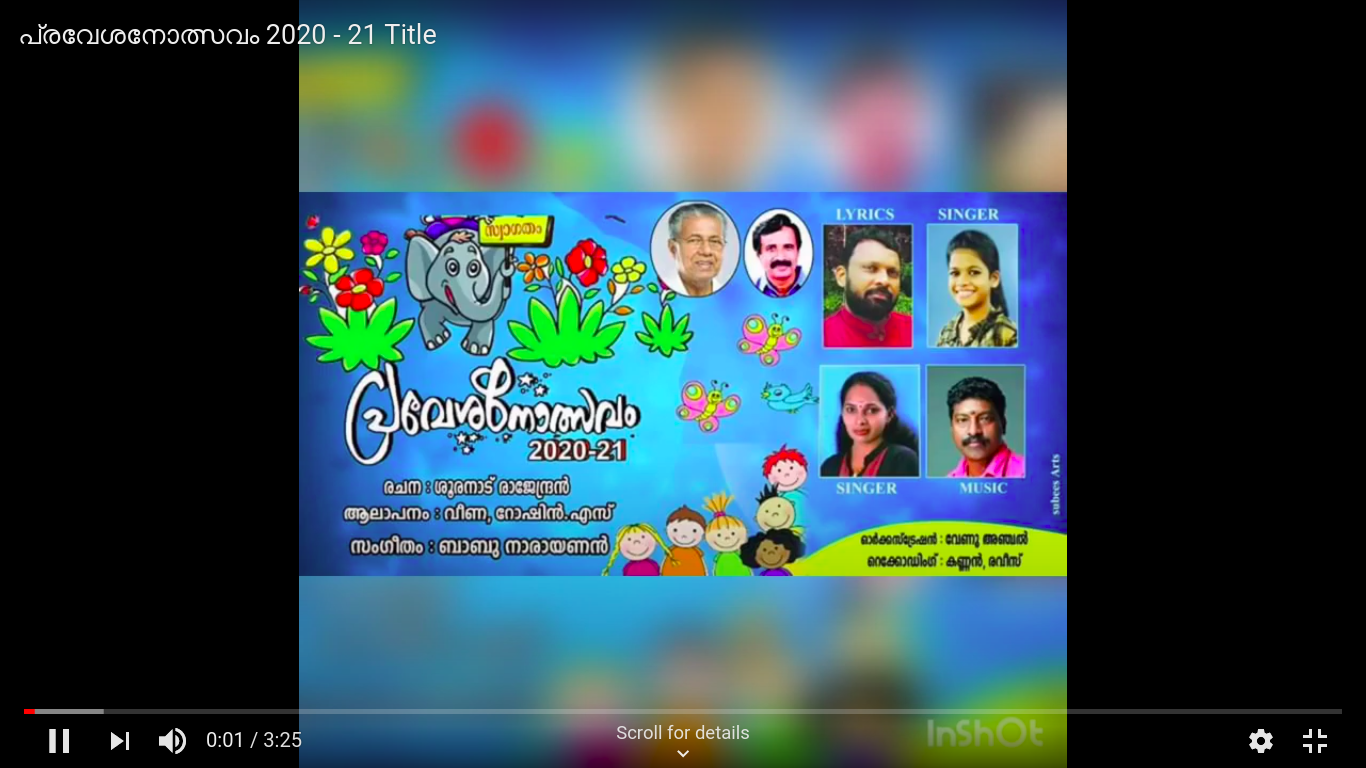 പ്രവേശനോത്സവം 2020 - 21 Title
സ്വാഗതം
LYRICS
SINGER
പ്രവേശനോത്സവം
2020-21
SINGER
MUSIC
രചന : ശൂരനാട് രാജേന്ദ്രൻ
ആലാപനം : വീണ, റോഷിൻ.എസ്
സംഗീതം : ബാബു നാരായണൻ
ഓർക്കസ്ട്രേഷൻ : വേണു അഞ്ചൽ
റെക്കോഡിംഗ് : കണ്ണൻ, രവീസ്
subees Arts
InShOt
Scroll for details
0:01 / 3:25